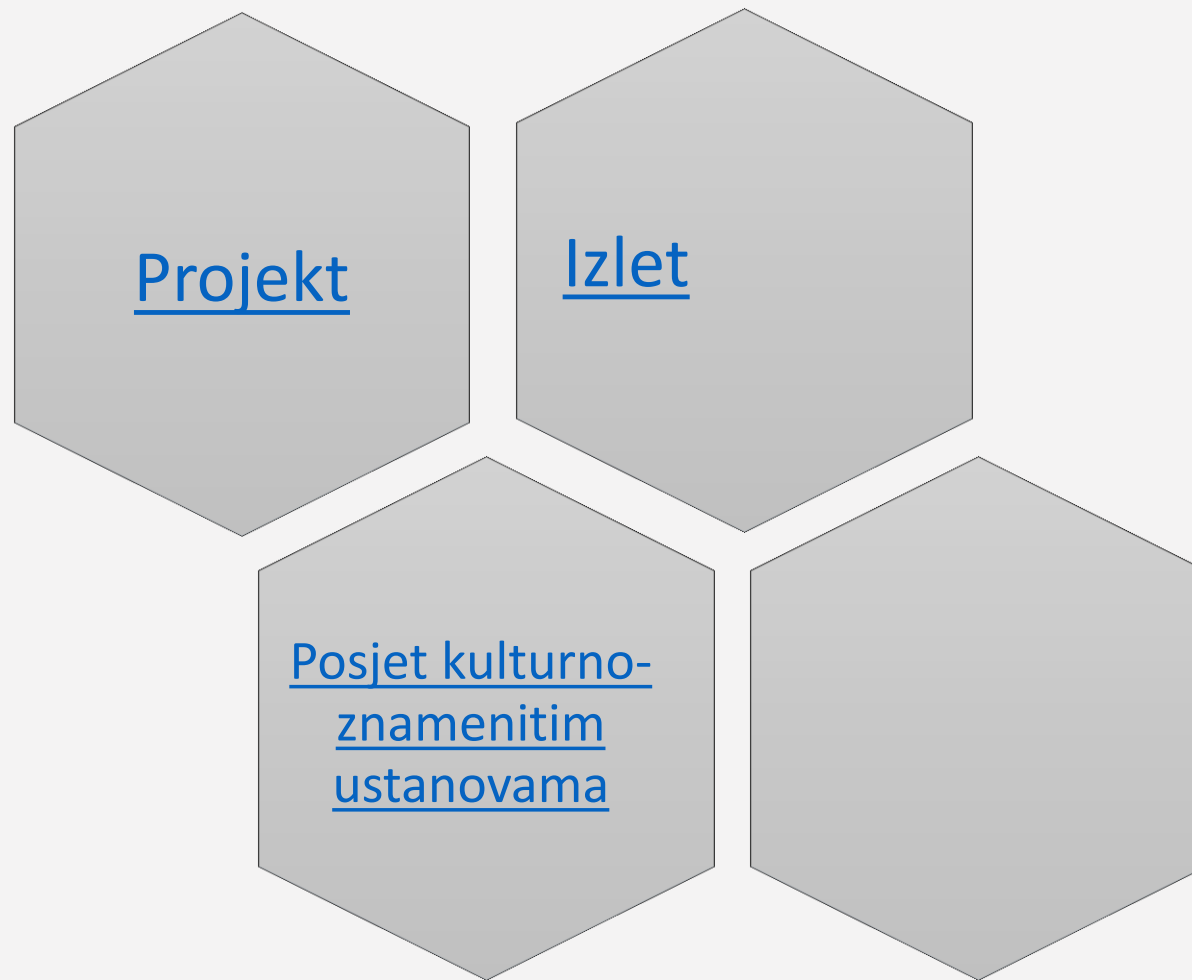 Projekt
Izlet
Posjet kulturno-
znamenitim
ustanovama